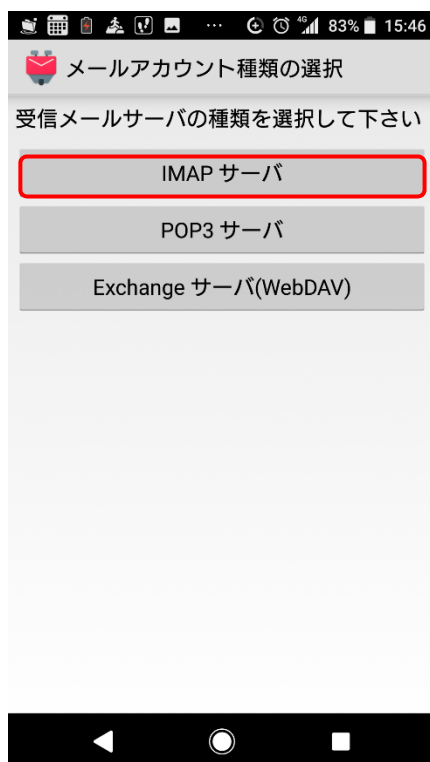 4G 83% 15:46
メールアカウント種類の選択
受信メールサーバの種類を選択して下さい
IMAP サーバ
POP3 サーバ
Exchange サーバ(WebDAV)